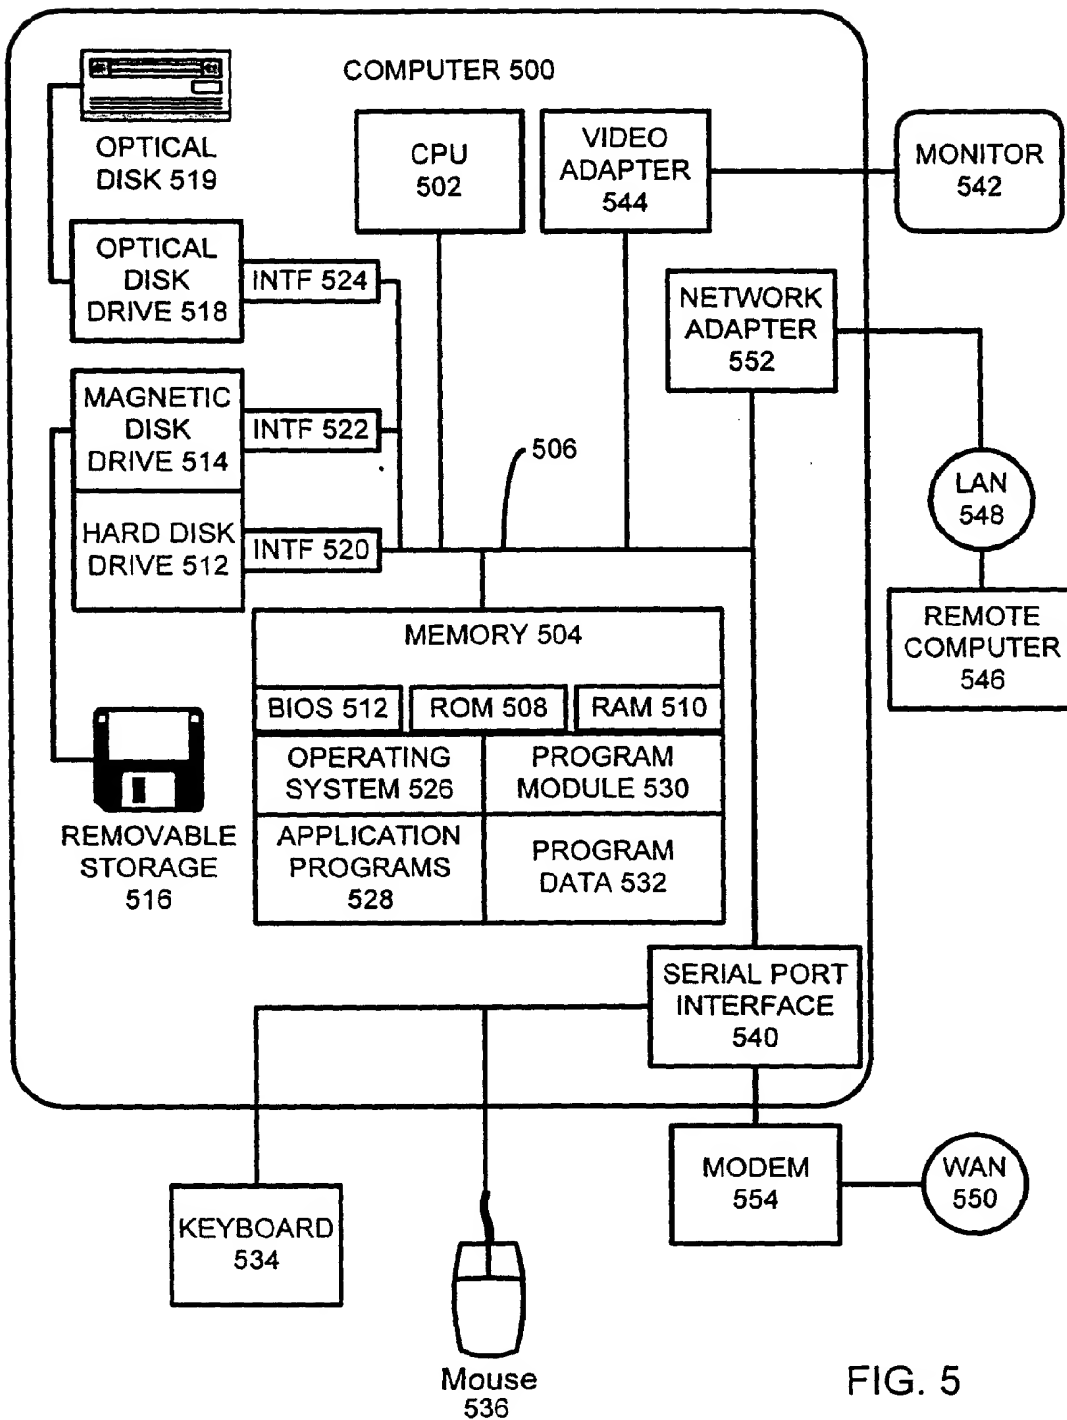 COMPUTER 500
OPTICAL
DISK 519
CPU
502
VIDEO
ADAPTER
544
MONITOR
542
OPTICAL
DISK
DRIVE 518
INTF 524
NETWORK
ADAPTER
552
MAGNETIC
DISK
DRIVE 514
INTF 522
506
LAN
548
HARD DISK
DRIVE 512
INTF 520
REMOTE
COMPUTER
546
MEMORY 504
BIOS 512
ROM 508
RAM 510
OPERATING
SYSTEM 526
PROGRAM
MODULE 530
APPLICATION
PROGRAMS
528
PROGRAM
DATA 532
REMOVABLE
STORAGE
516
SERIAL PORT
INTERFACE
540
MODEM
554
WAN
550
KEYBOARD
534
Mouse
536
FIG. 5